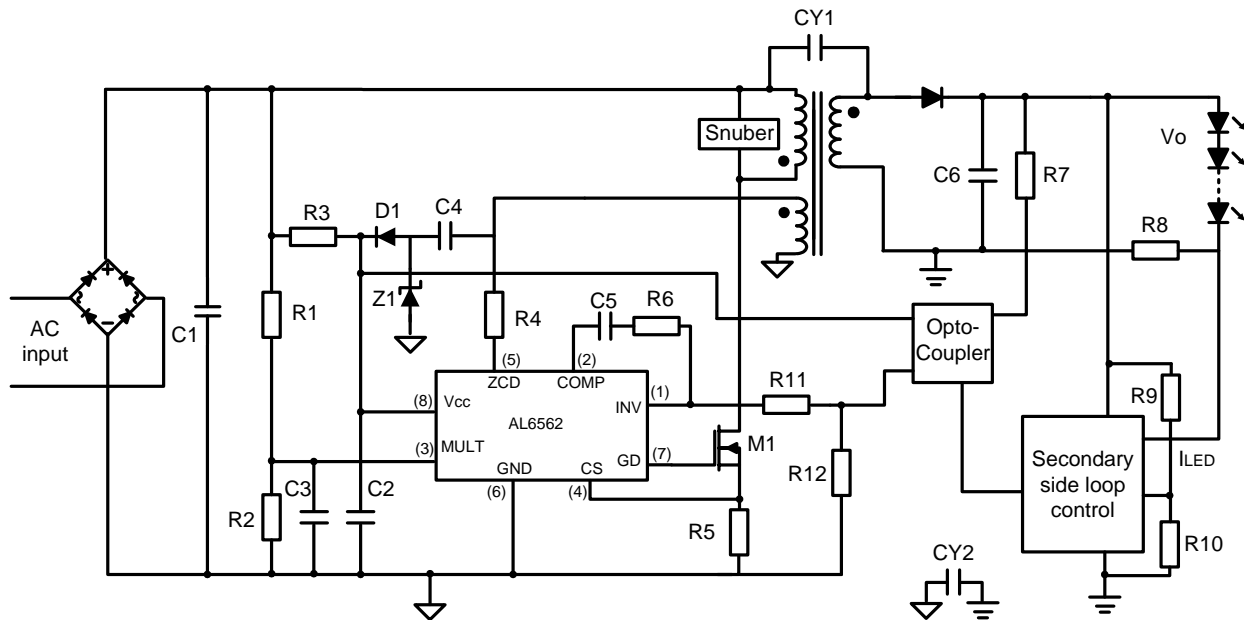 CY1
Snuber
Vo
C6
R7
R8
R3
D1
C4
Z1
C1
R1
R4
C5
R6
AC
input
Opto-
Coupler
(5)
ZCD
(2)
COMP
(1)
INV
R11
R9
(8)
Vcc
AL6562
(3)
MULT
GD
(7)
M1
ILED
GND
(6)
CS
(4)
R12
R2
C3
C2
R5
Secondary
side loop
control
R10
CY2